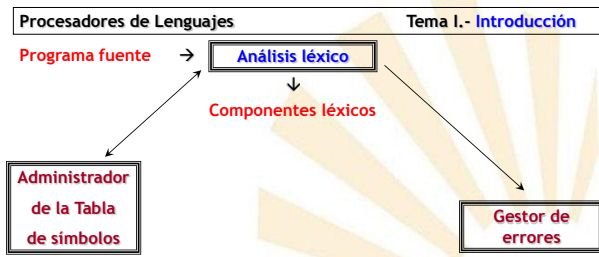 Procesadores de Lenguajes Tema I.- Introducción
Programa fuente → Análisis léxico
↓
Componentes léxicos
Administrador
de la Tabla
de símbolos
Gestor de
errores